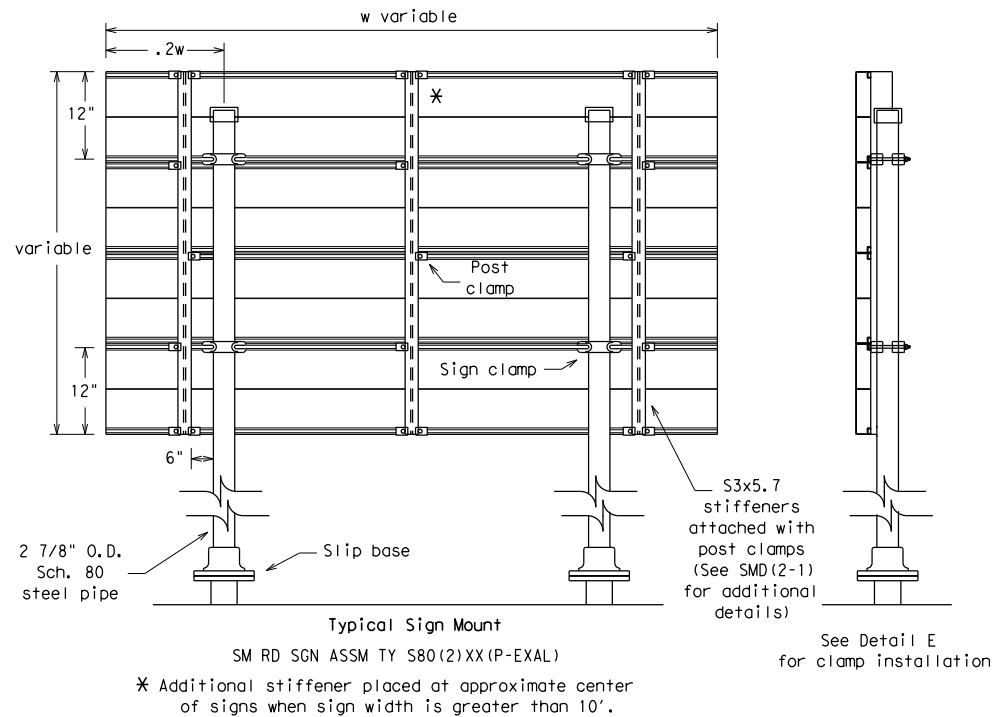 w variable
.2w
12"
variable
Post
clamp
Sign clamp
12"
6"
S3x5.7
stiffeners
attached with
post clamps
(See SMD(2-1)
for additional
details)
2 7/8" O.D.
Sch. 80
steel pipe
Slip base
Typical Sign Mount
SM RD SGN ASSM TY S80(2)XX(P-EXAL)
* Additional stiffener placed at approximate center
of signs when sign width is greater than 10'.
See Detail E
for clamp installation